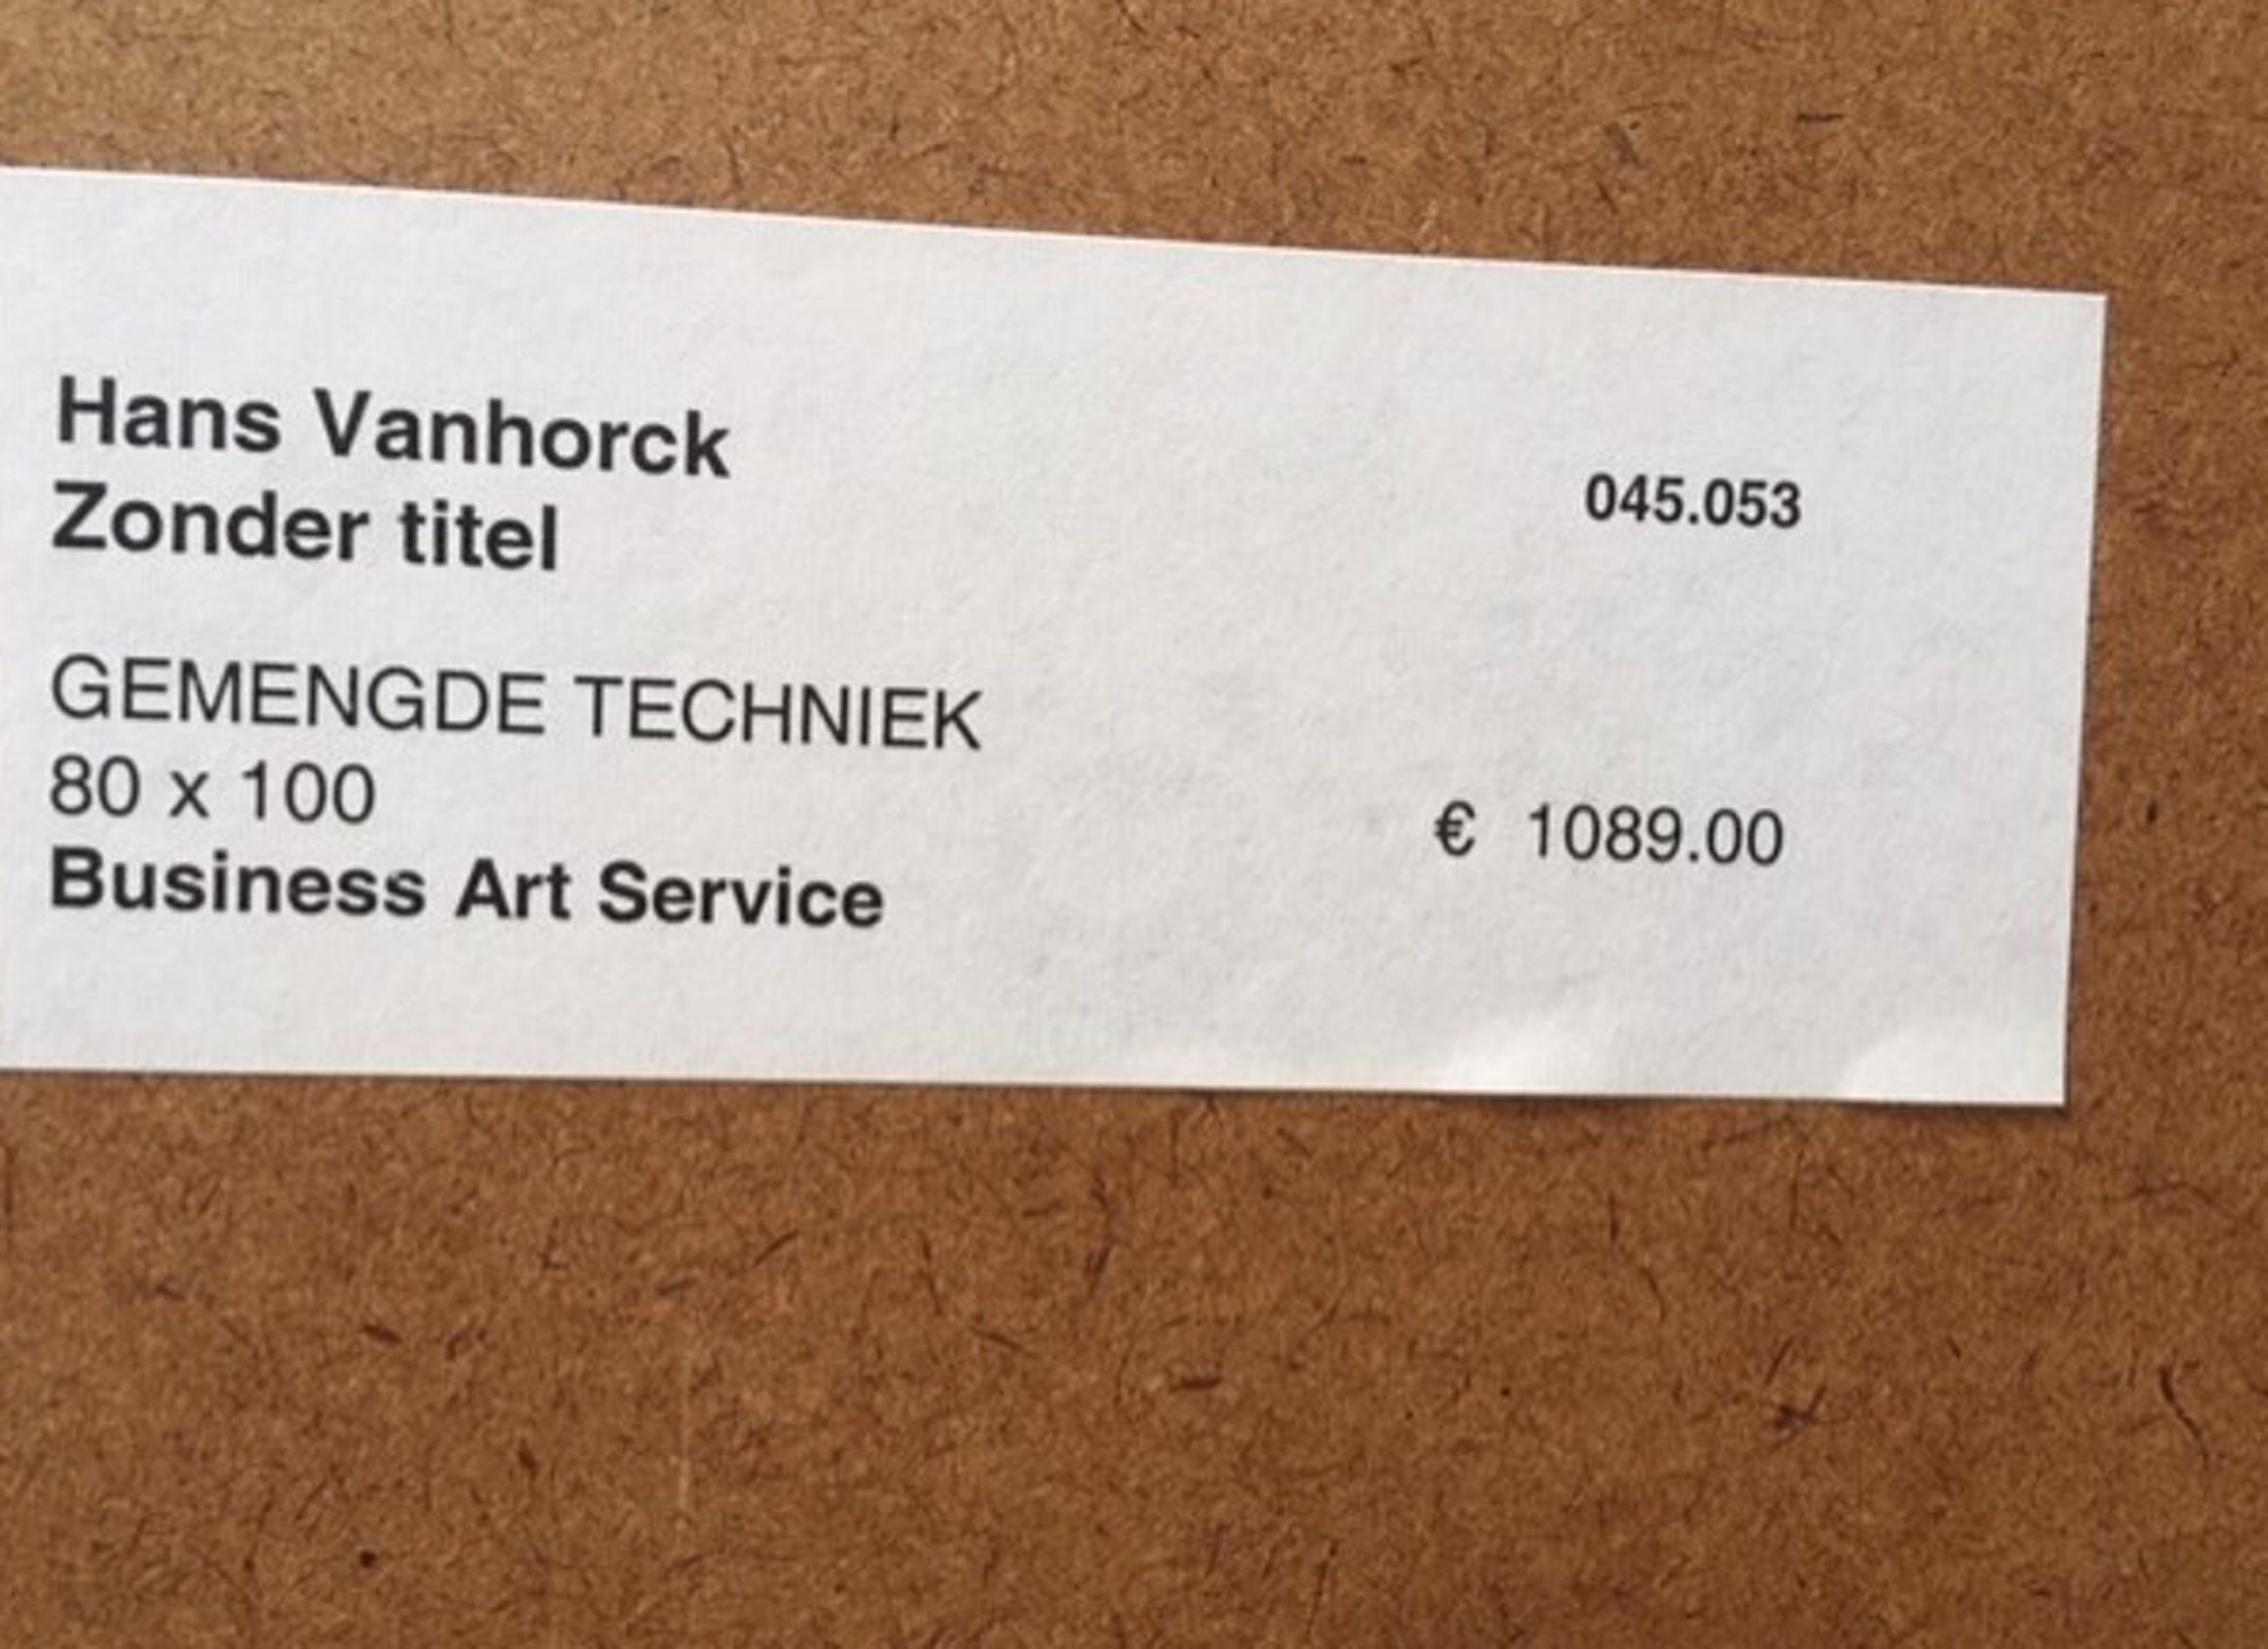 Hans Vanhorck
Zonder titel
045.053
GEMENGDE TECHNIEK
80 x 100
€ 1089.00
Business Art Service